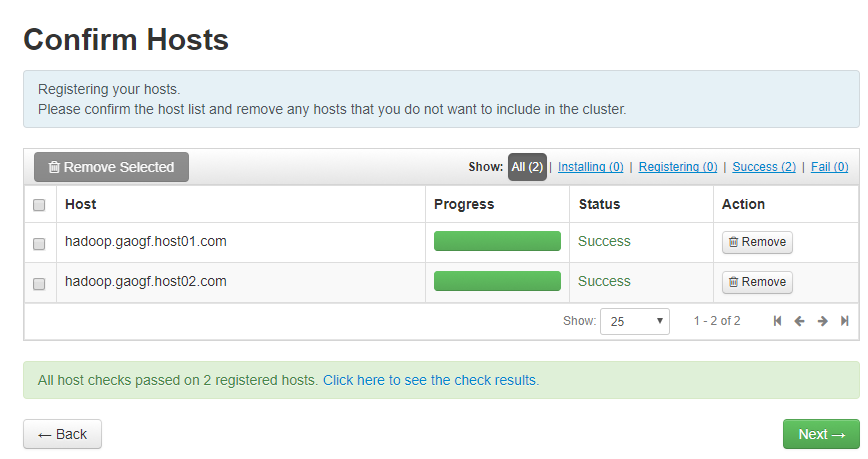 Confirm Hosts
Registering your hosts.
Please confirm the host list and remove any hosts that you do not want to include in the cluster.
Remove Selected Show: All (2) | Installing (0) | Registering (0) | Success (2) | Fail (0)
Host Progress Status Action
hadoop.gaogf.host01.com Success Remove
hadoop.gaogf.host02.com Success Remove
Show: 25 1 - 2 of 2
All host checks passed on 2 registered hosts. Click here to see the check results.
← Back Next →